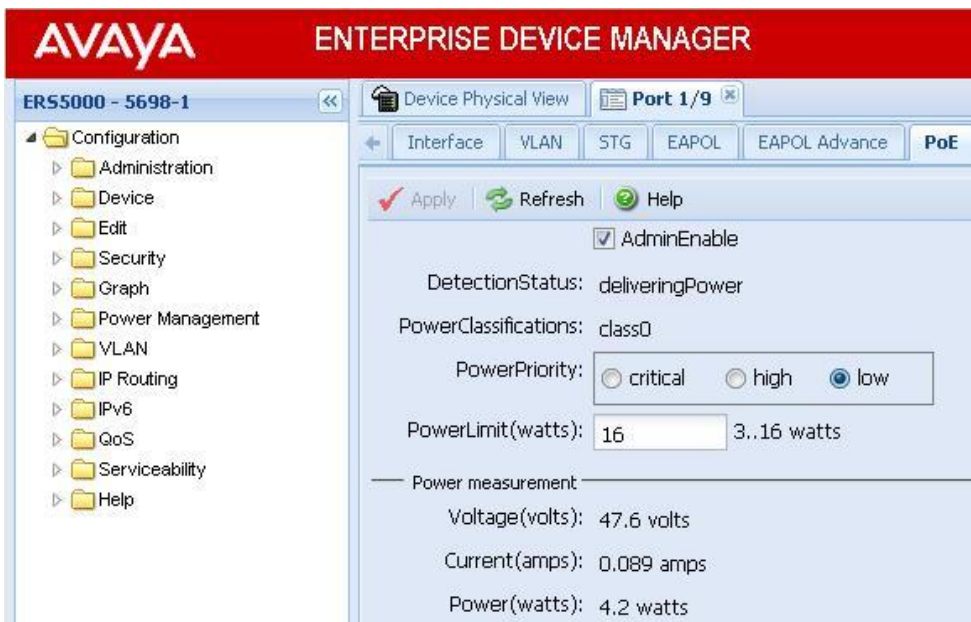 AVAYA ENTERPRISE DEVICE MANAGER
ERS5000 - 5698-1
Configuration
Administration
Device
Edit
Security
Graph
Power Management
VLAN
IP Routing
IPv6
QoS
Serviceability
Help
Device Physical View Port 1/9
Interface VLAN STG EAPOL EAPOL Advance PoE
Apply Refresh Help
AdminEnable
DetectionStatus: deliveringPower
PowerClassifications: class0
PowerPriority: critical high low
PowerLimit(watts): 16 3..16 watts
Power measurement
Voltage(volts): 47.6 volts
Current(amps): 0.089 amps
Power(watts): 4.2 watts